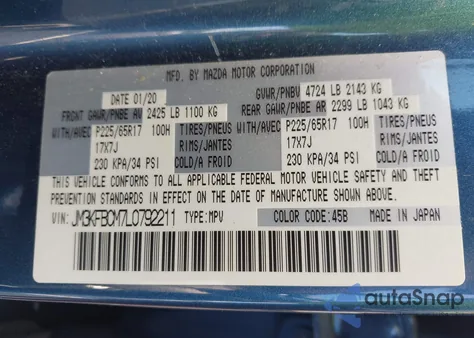 MFD. BY MAZDA MOTOR CORPORATION
DATE 01/20 GVWR/PNBV 4724 LB 2143 KG
FRONT GAWR/PNBE AV 2425 LB 1100 KG REAR GAWR/PNBE AR 2299 LB 1043 KG
WITH/AVEC P225/65R17 100H TIRES/PNEUS WITH/AVEC P225/65R17 100H TIRES/PNEUS
17X7J RIMS/JANTES 17X7J RIMS/JANTES
230 KPA/34 PSI COLD/A FROID 230 KPA/34 PSI COLD/A FROID
THIS VEHICLE CONFORMS TO ALL APPLICABLE FEDERAL MOTOR VEHICLE SAFETY AND THEFT
PREVENTION STANDARDS IN EFFECT ON THE DATE OF MANUFACTURE SHOWN ABOVE.
VIN: JM3KFBCM7L0792211 TYPE: MPV COLOR CODE: 45B MADE IN JAPAN
autoSnap